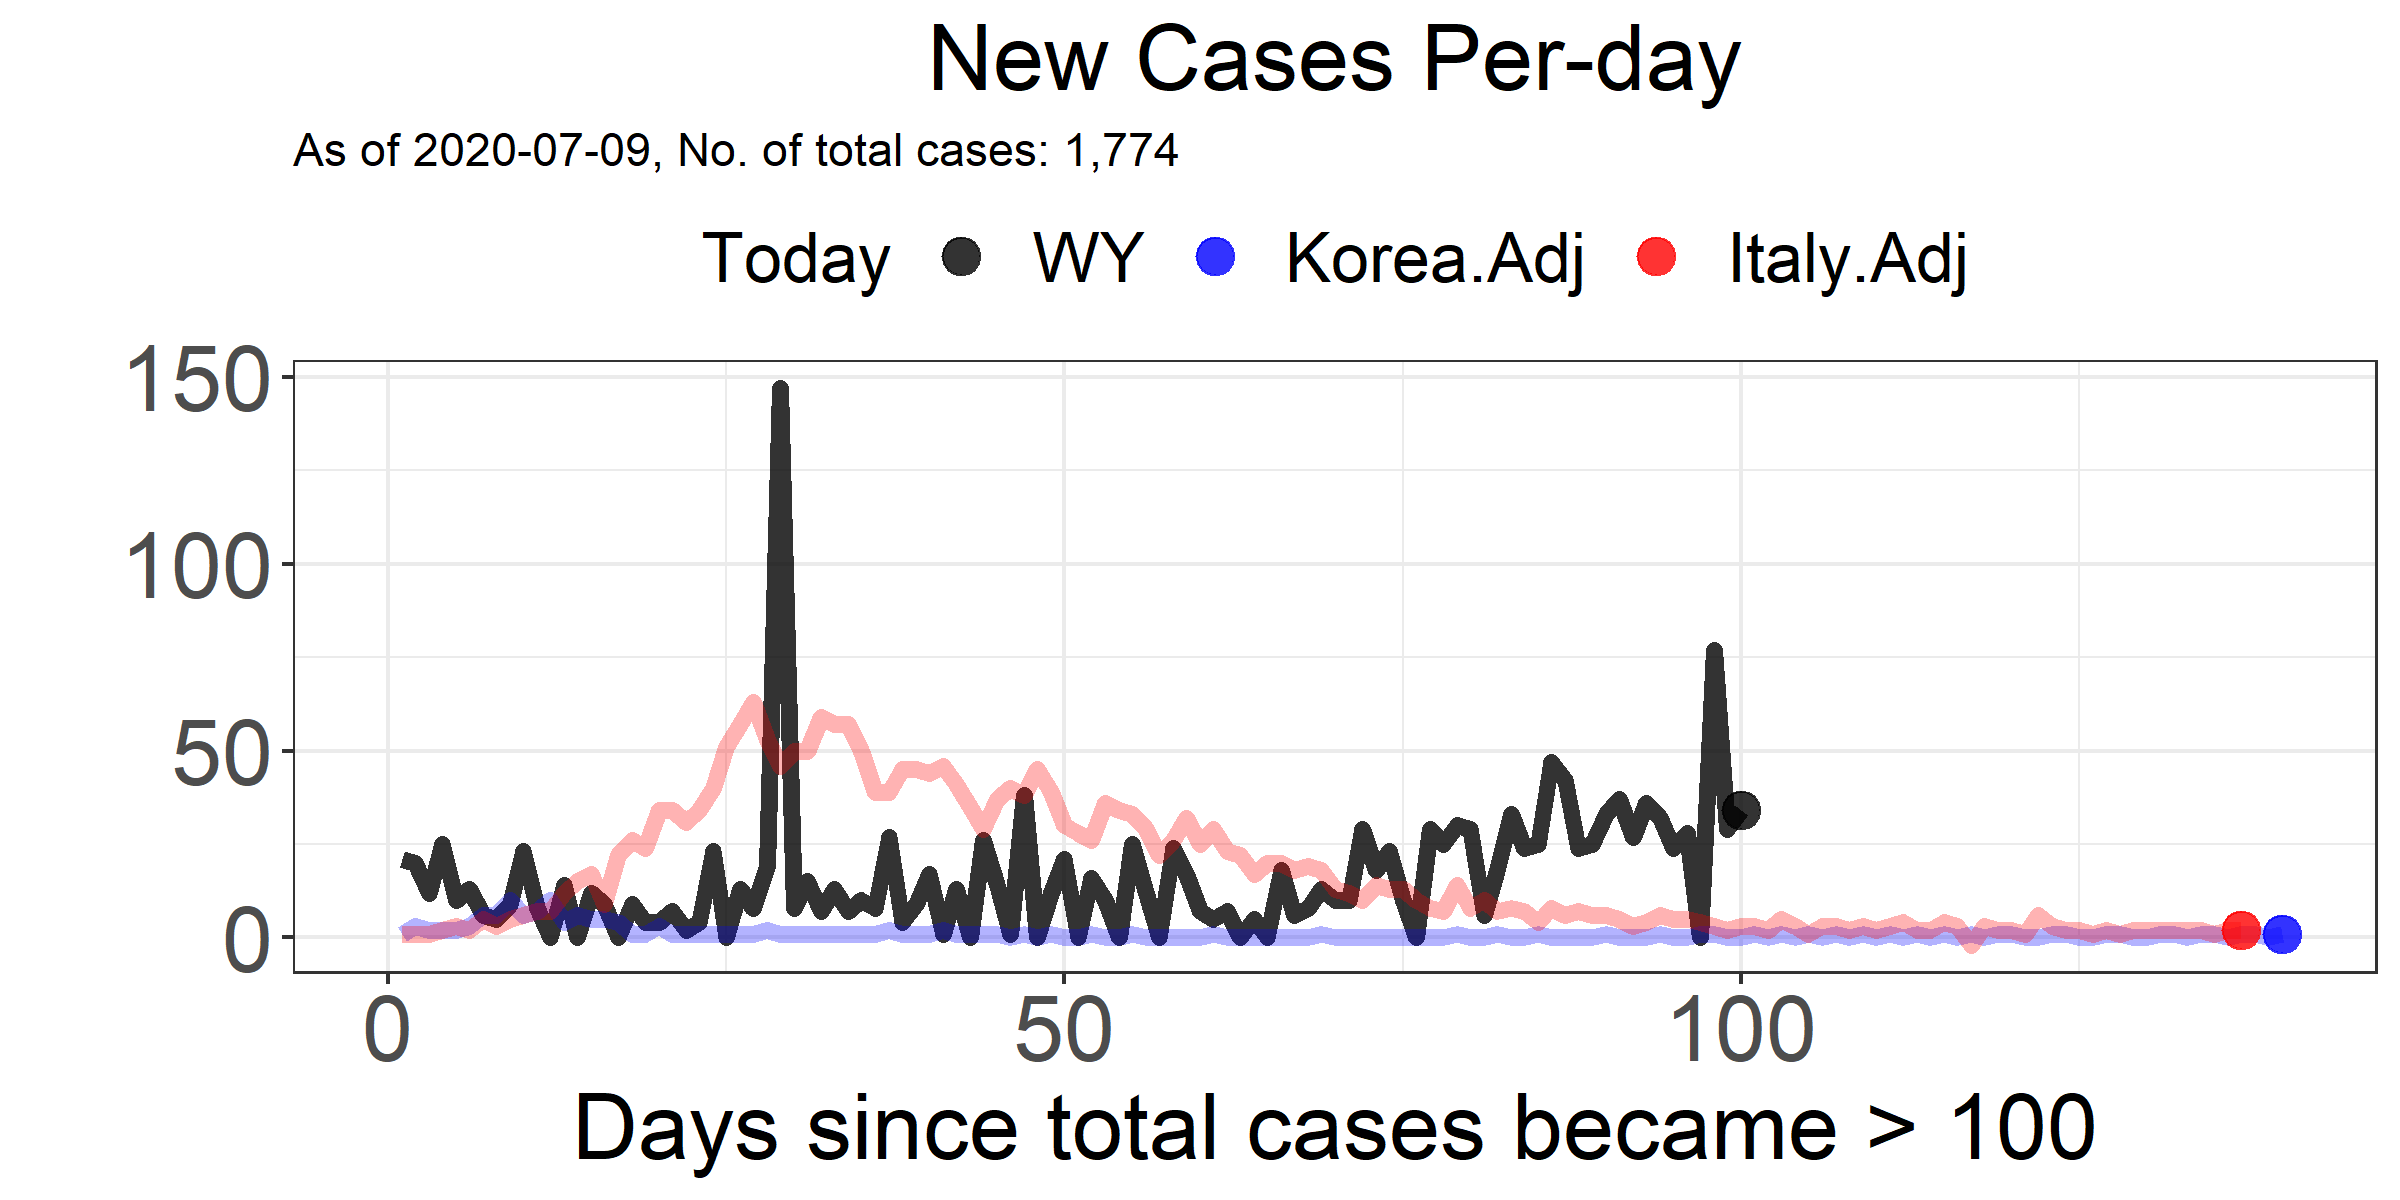 New Cases Per-day
As of 2020-07-09, No. of total cases: 1,774
Today WY Korea.Adj Italy.Adj
150
100
50
0
0 50 100
Days since total cases became > 100